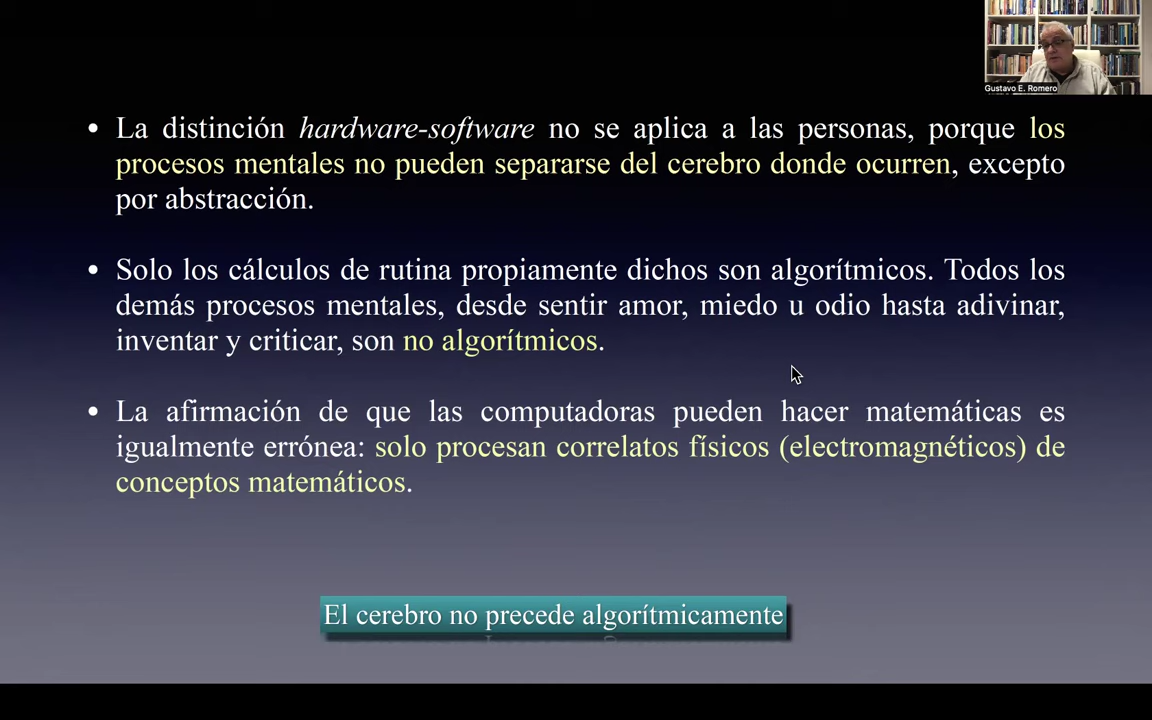 Gustavo E. Romero
• La distinción hardware-software no se aplica a las personas, porque los
procesos mentales no pueden separarse del cerebro donde ocurren, excepto
por abstracción.
• Solo los cálculos de rutina propiamente dichos son algorítmicos. Todos los
demás procesos mentales, desde sentir amor, miedo u odio hasta adivinar,
inventar y criticar, son no algorítmicos.
• La afirmación de que las computadoras pueden hacer matemáticas es
igualmente errónea: solo procesan correlatos físicos (electromagnéticos) de
conceptos matemáticos.
El cerebro no precede algorítmicamente